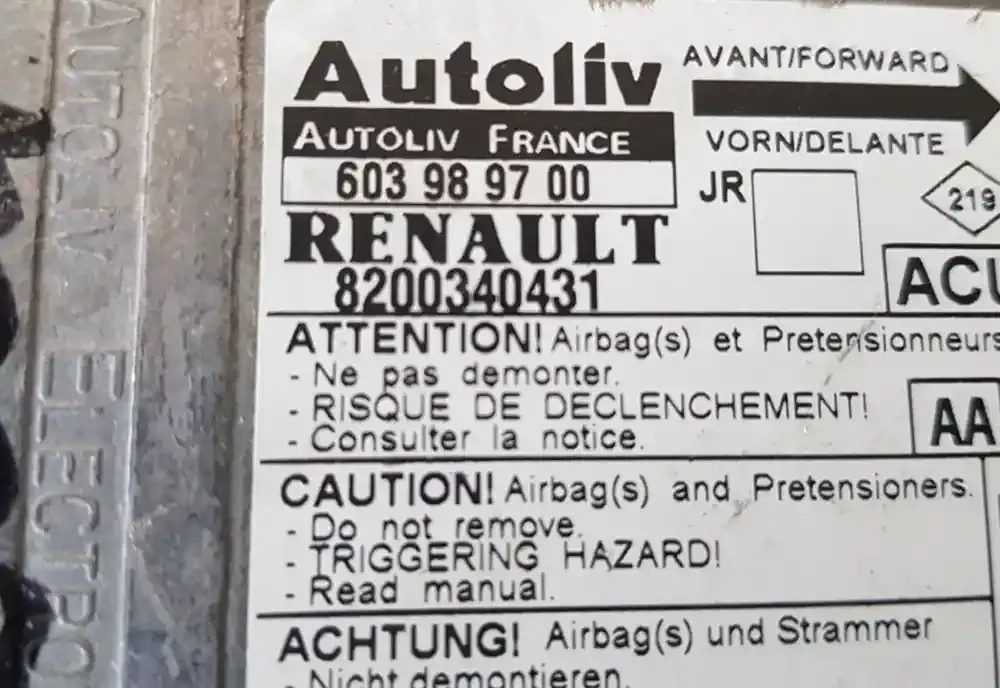 Autoliv
AVANT/FORWARD
AUTOLIV FRANCE
VORN/DELANTE
603 98 97 00
JR
219
RENAULT
8200340431
ACU
ATTENTION! Airbag(s) et Pretensionneurs
- Ne pas demonter.
- RISQUE DE DECLENCHEMENT!
- Consulter la notice.
AA
CAUTION! Airbag(s) and Pretensioners.
- Do not remove.
- TRIGGERING HAZARD!
- Read manual.
ACHTUNG! Airbag(s) und Strammer
- Nicht demontieren.
AUTOLIV ELECTRO